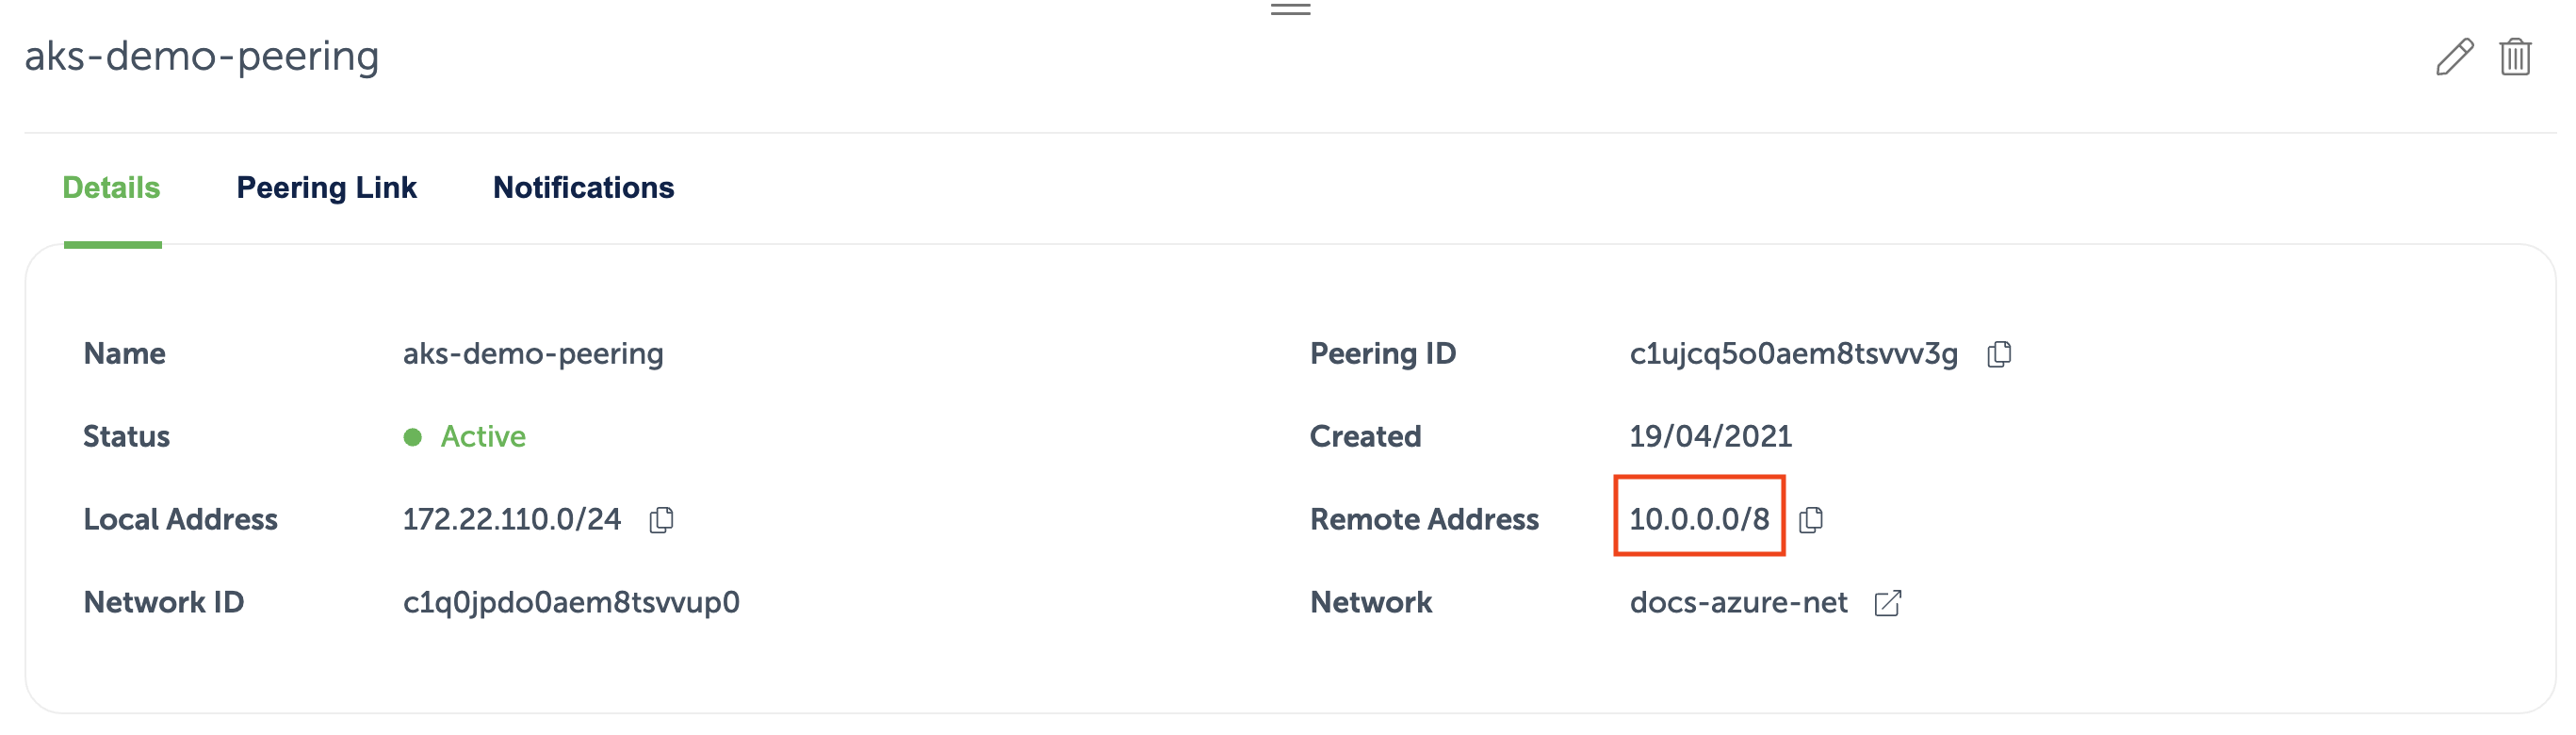 aks-demo-peering
Details Peering Link Notifications
Name aks-demo-peering Peering ID c1ujcq5o0aem8tsvvv3g
Status Active Created 19/04/2021
Local Address 172.22.110.0/24 Remote Address 10.0.0.0/8
Network ID c1q0jpdo0aem8tsvvup0 Network docs-azure-net